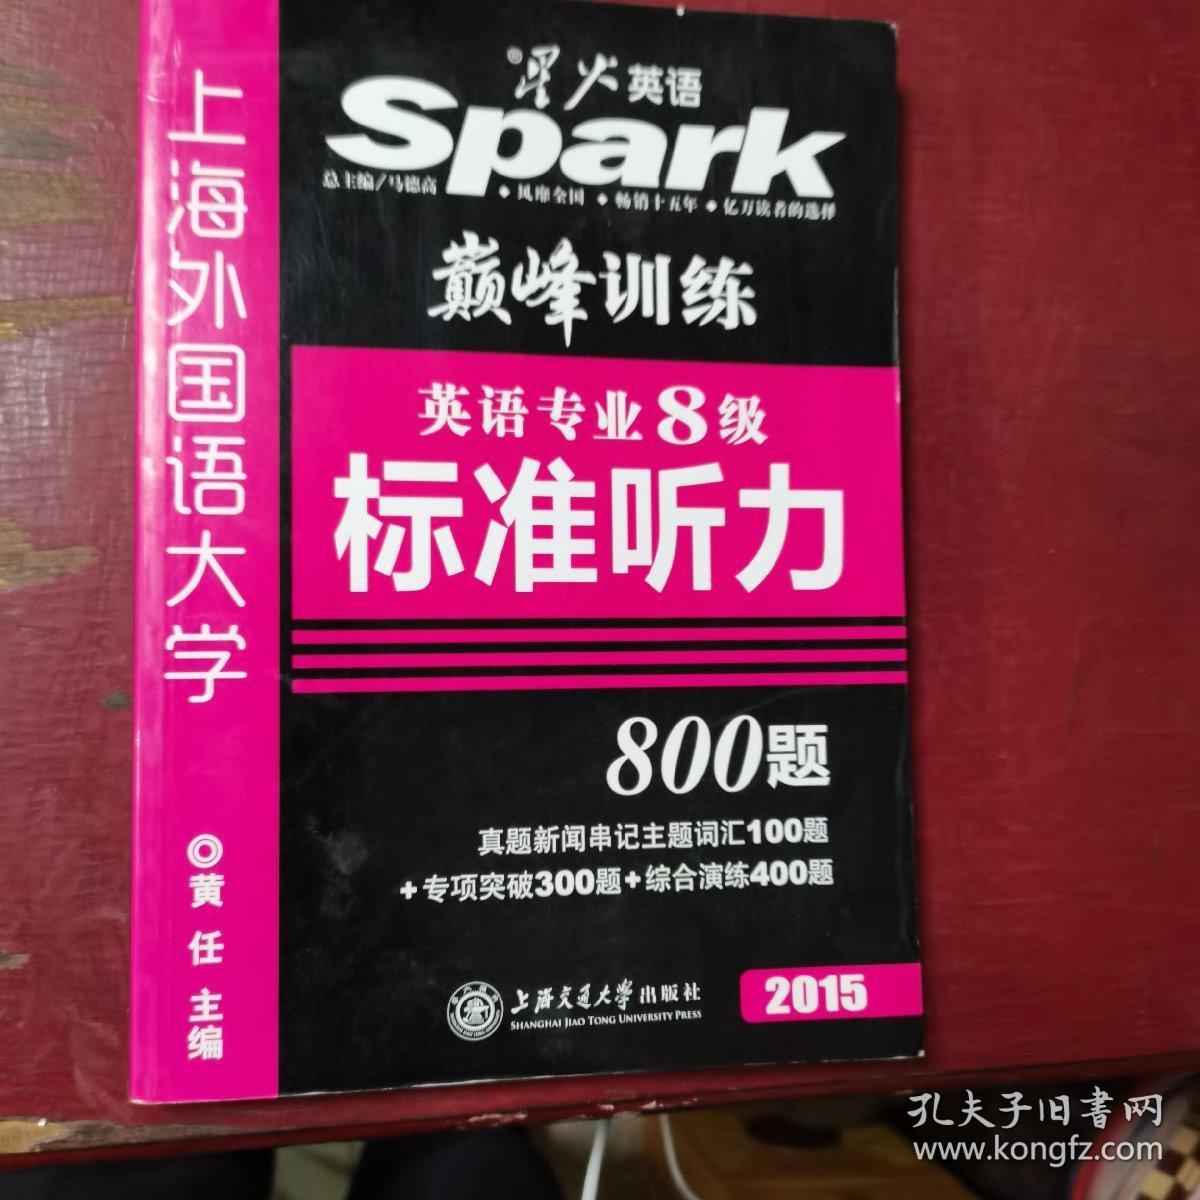 上海外国语大学
◎黄任 主编
®星火英语
Spark
总主编/马德高
◆风靡全国 ◆畅销十五年 ◆亿万读者的选择
巅峰训练
英语专业8级
标准听力
800题
真题新闻串记主题词汇100题
+专项突破300题+综合演练400题
上海交通大学出版社
SHANGHAI JIAO TONG UNIVERSITY PRESS
2015
孔夫子旧書网
www.kongfz.com